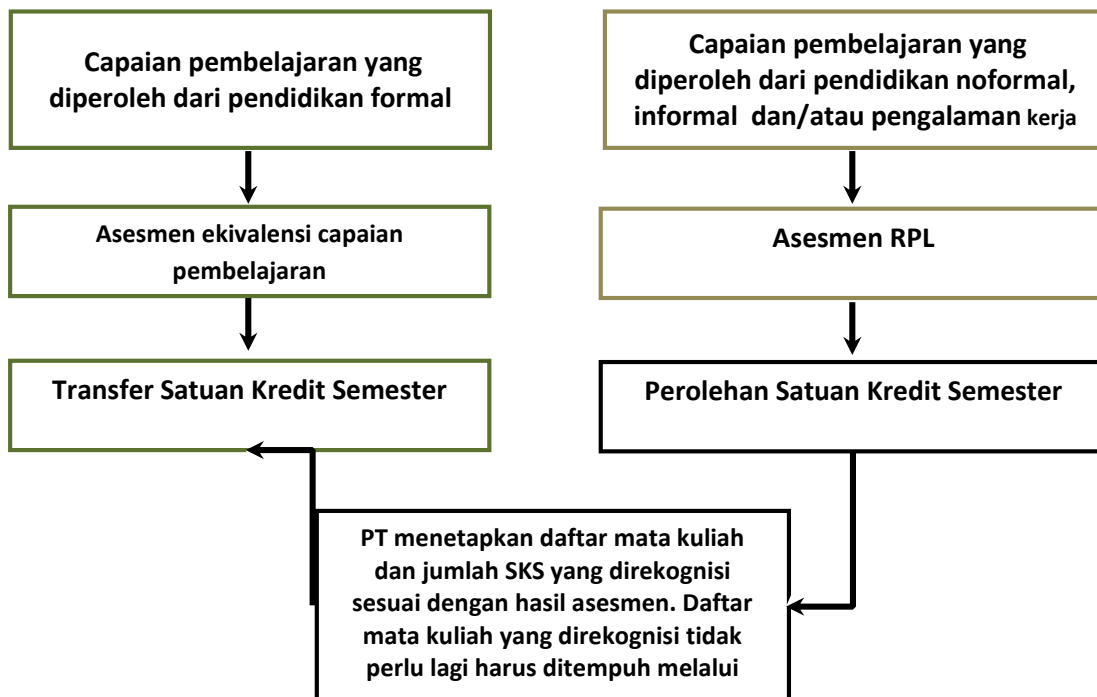 Capaian pembelajaran yang
diperoleh dari pendidikan formal
Asesmen ekivalensi capaian
pembelajaran
Transfer Satuan Kredit Semester
Capaian pembelajaran yang
diperoleh dari pendidikan noformal,
informal dan/atau pengalaman kerja
Asesmen RPL
Perolehan Satuan Kredit Semester
PT menetapkan daftar mata kuliah
dan jumlah SKS yang direkognisi
sesuai dengan hasil asesmen. Daftar
mata kuliah yang direkognisi tidak
perlu lagi harus ditempuh melalui